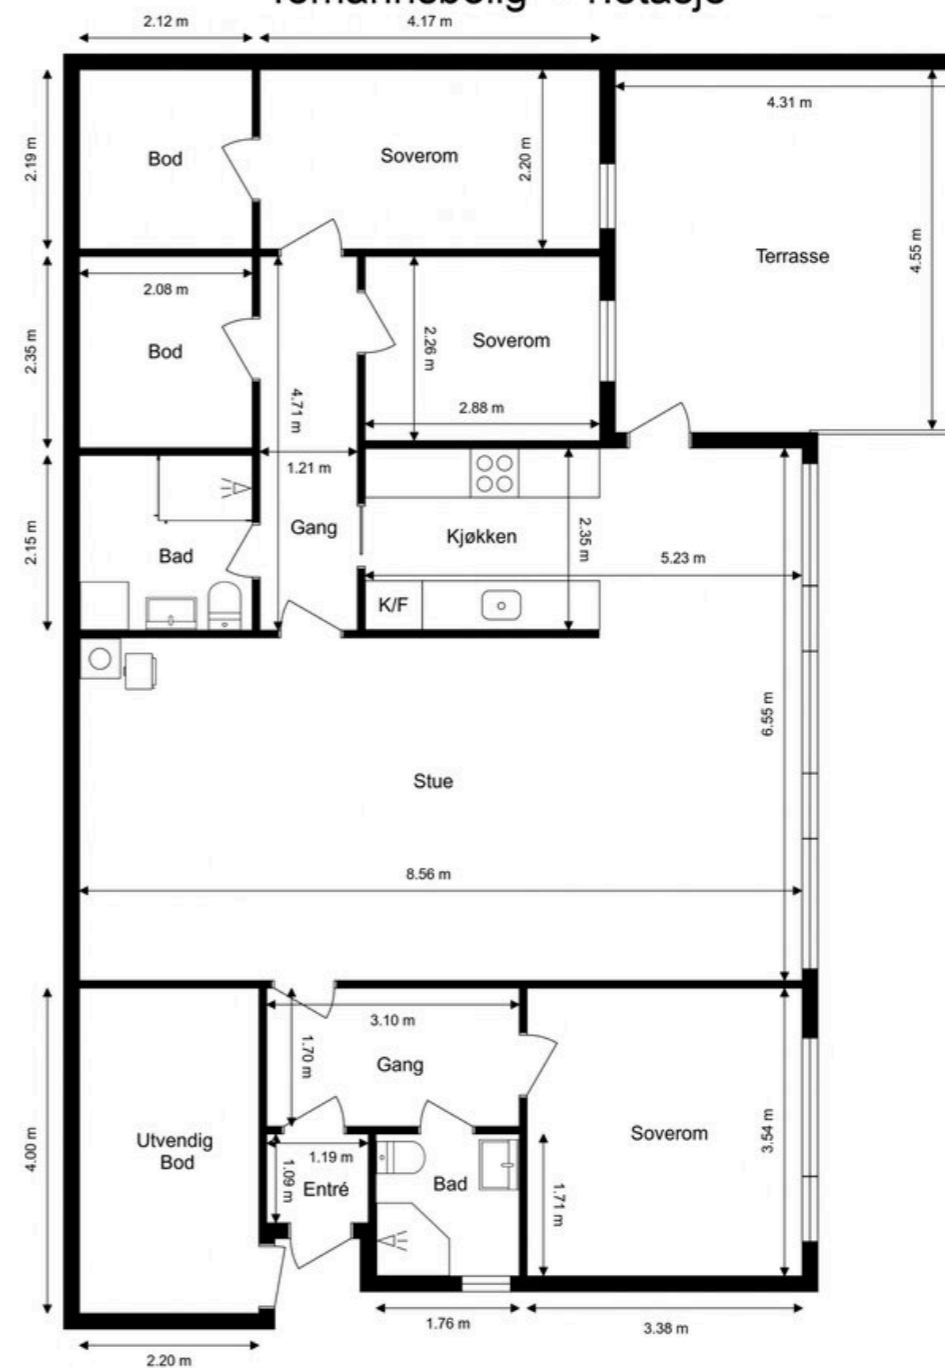 2.12 m
4.17 m
2.19 m
Bod
Soverom
2.20 m
4.31 m
Terrasse
4.55 m
2.35 m
2.08 m
Bod
4.71 m
2.26 m
Soverom
2.88 m
1.21 m
Gang
2.15 m
Bad
Kjøkken
2.35 m
5.23 m
K/F
6.55 m
Stue
8.56 m
4.00 m
Utvendig
Bod
3.10 m
1.70 m
Gang
1.19 m
1.09 m
Entré
Bad
1.71 m
Soverom
3.54 m
1.76 m
3.38 m
2.20 m